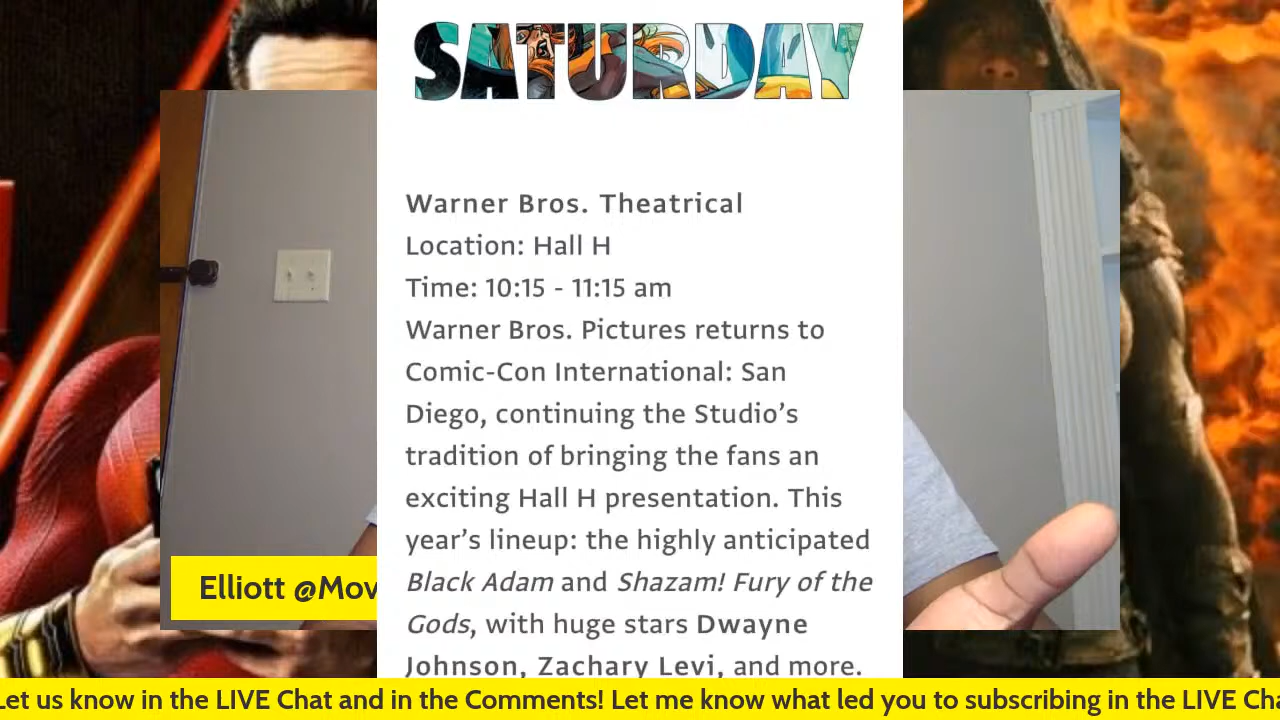 SATURDAY
Warner Bros. Theatrical
Location: Hall H
Time: 10:15 - 11:15 am
Warner Bros. Pictures returns to
Comic-Con International: San
Diego, continuing the Studio’s
tradition of bringing the fans an
exciting Hall H presentation. This
year’s lineup: the highly anticipated
Black Adam and Shazam! Fury of the
Gods, with huge stars Dwayne
Johnson, Zachary Levi, and more.
Elliott @Mov
Let us know in the LIVE Chat and in the Comments! Let me know what led you to subscribing in the LIVE Cha